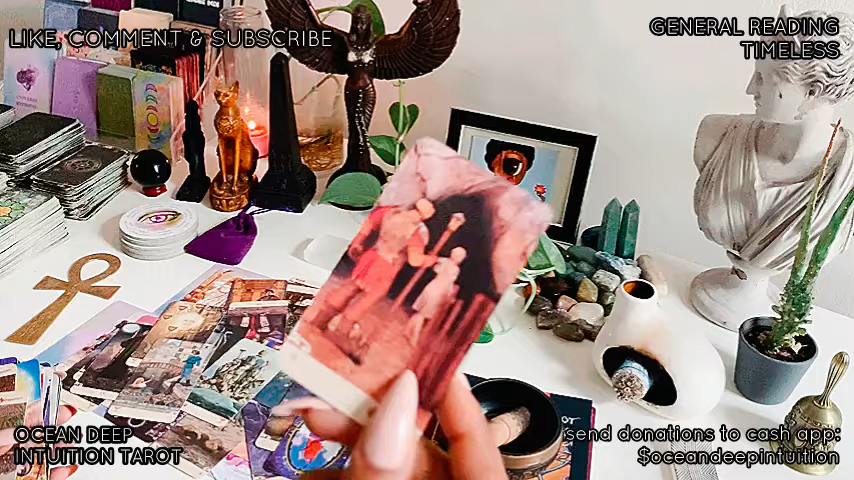 LIKE, COMMENT & SUBSCRIBE
GENERAL READING
TIMELESS
OCEAN DEEP
INTUITION TAROT
send donations to cash app:
$oceandeepintuition